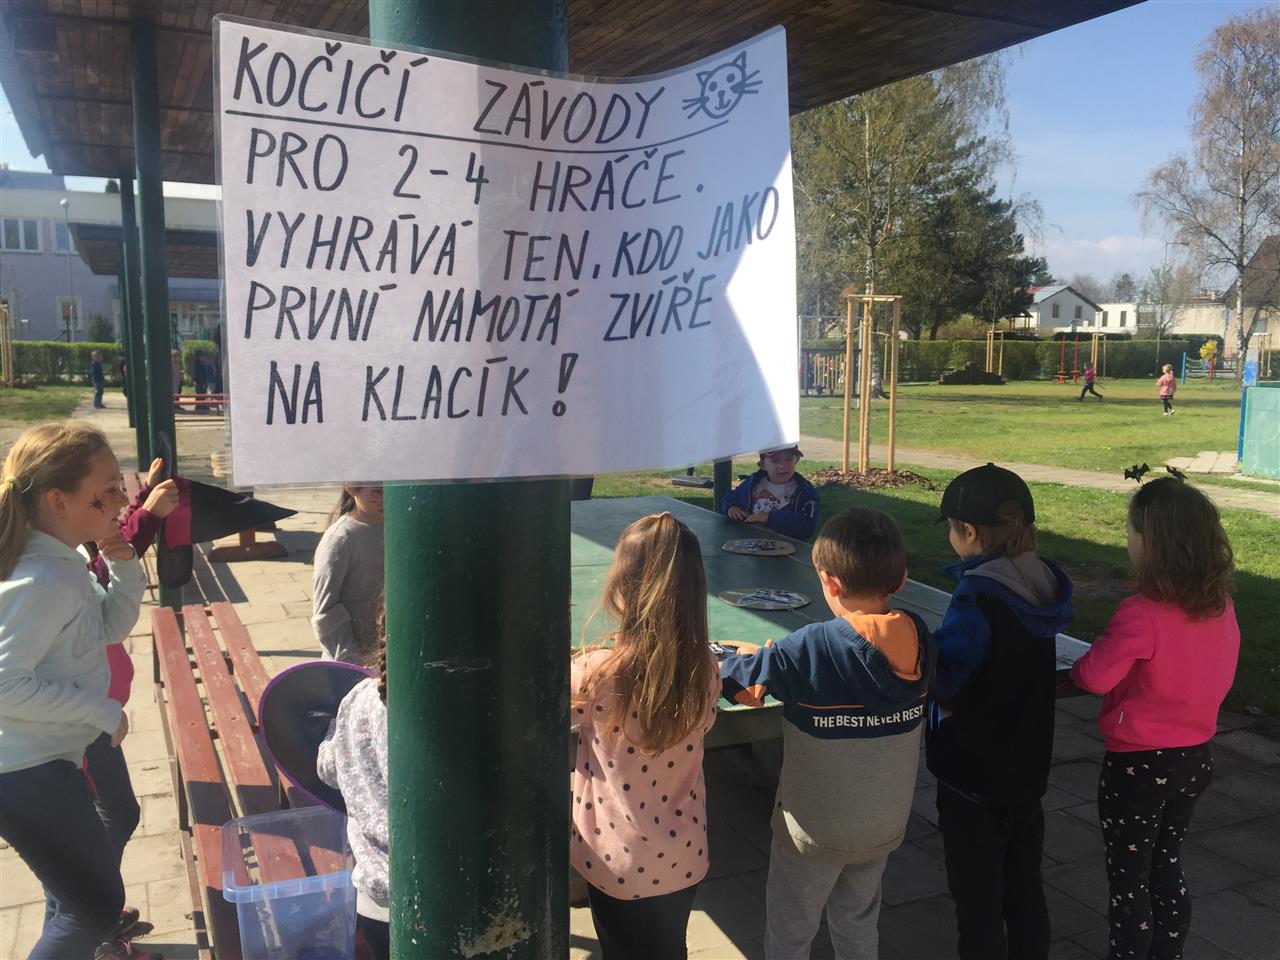 KOČIČÍ ZÁVODY
PRO 2-4 HRÁČE.
VYHRÁVÁ TEN, KDO JAKO
PRVNÍ NAMOTÁ ZVÍŘE
NA KLACÍK!
THE BEST NEVER REST